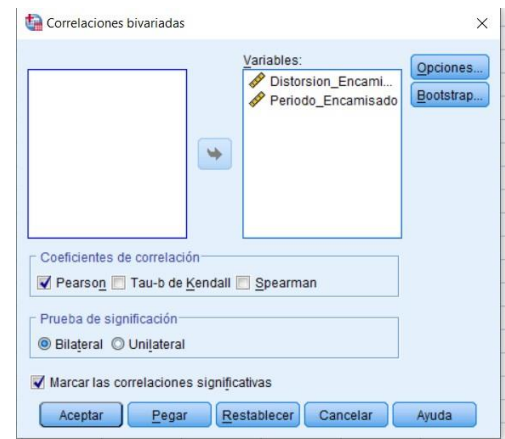 Correlaciones bivariadas
Variables:
Distorsion_Encami...
Periodo_Encamisado
Opciones...
Bootstrap...
Coeficientes de correlación
Pearson Tau-b de Kendall Spearman
Prueba de significación
Bilateral Unilateral
Marcar las correlaciones significativas
Aceptar Pegar Restablecer Cancelar Ayuda